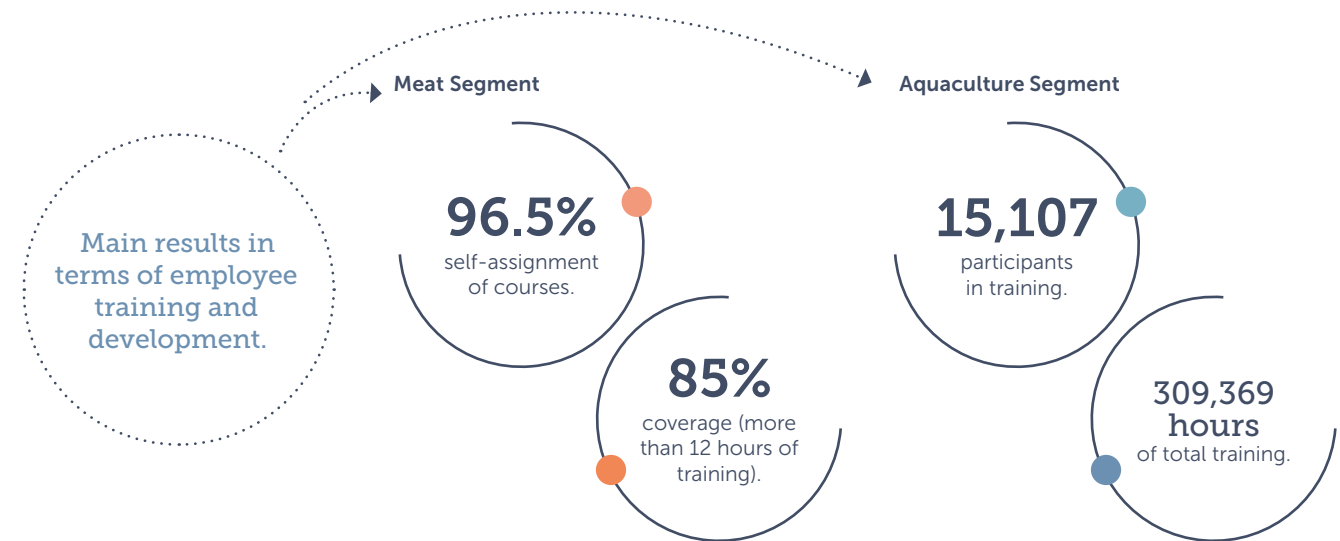 Main results in
terms of employee
training and
development.
Meat Segment
96.5%
self-assignment
of courses.
85%
coverage (more
than 12 hours of
training).
Aquaculture Segment
15,107
participants
in training.
309,369
hours
of total training.